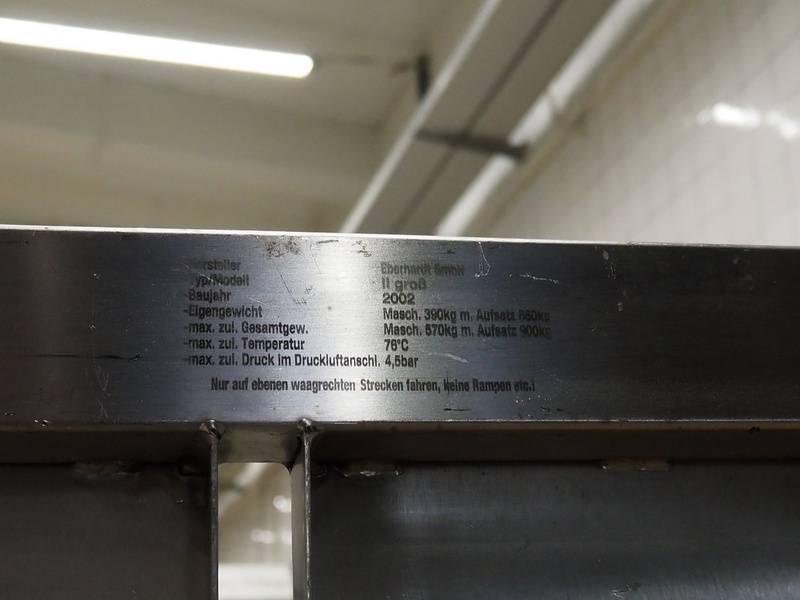 Hersteller Eberhardt GmbH
Typ/Modell II groß
-Baujahr 2002
-Eigengewicht Masch. 390kg m. Aufsatz 660kg
-max. zul. Gesamtgew. Masch. 570kg m. Aufsatz 900kg
-max. zul. Temperatur 76°C
-max. zul. Druck im Druckluftanschl. 4,5bar
Nur auf ebenen waagrechten Strecken fahren, keine Rampen etc.!